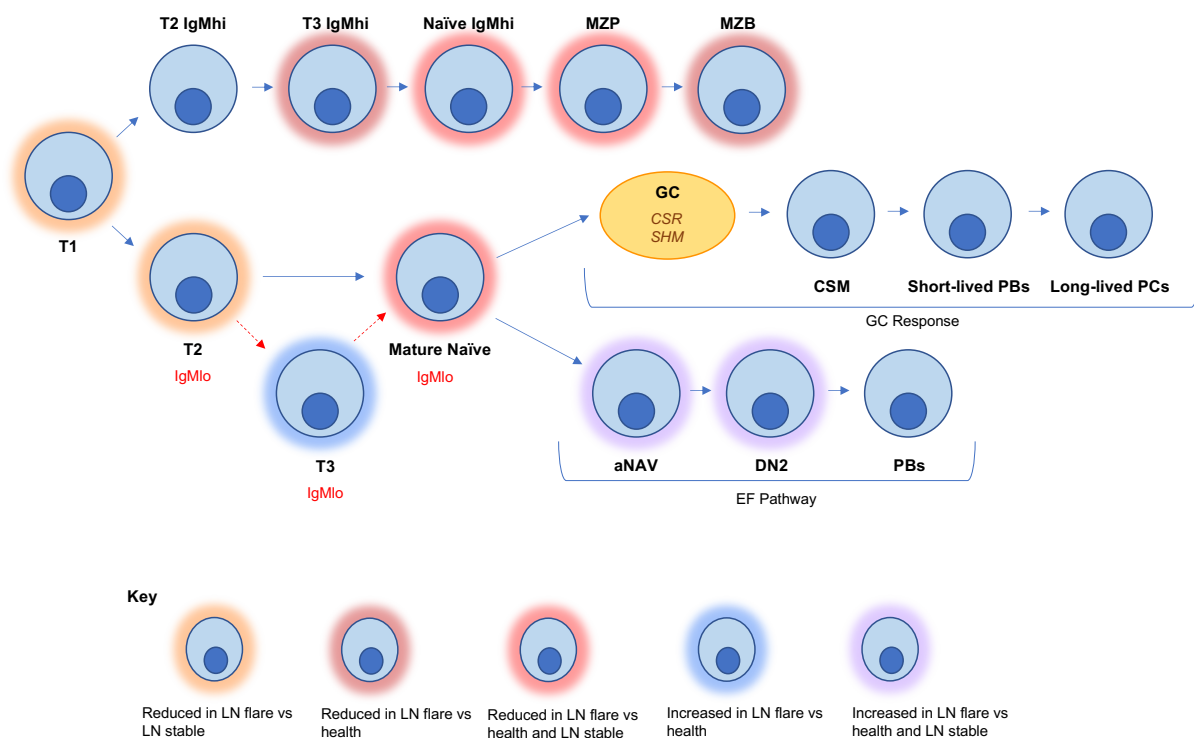 T2 IgMhi
T3 IgMhi
Naïve IgMhi
MZP
MZB
T1
GC
CSR
SHM
CSM
Short-lived PBs
Long-lived PCs
GC Response
T2
IgMlo
Mature Naïve
IgMlo
T3
IgMlo
aNAV
DN2
PBs
EF Pathway
Key
Reduced in LN flare vs
LN stable
Reduced in LN flare vs
health
Reduced in LN flare vs
health and LN stable
Increased in LN flare vs
health
Increased in LN flare vs
health and LN stable